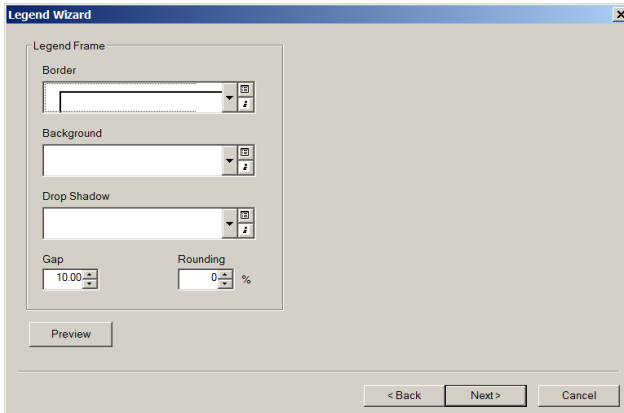 Legend Wizard
Legend Frame
Border
Background
Drop Shadow
Gap
Rounding
10.00
0
%
Preview
< Back
Next >
Cancel